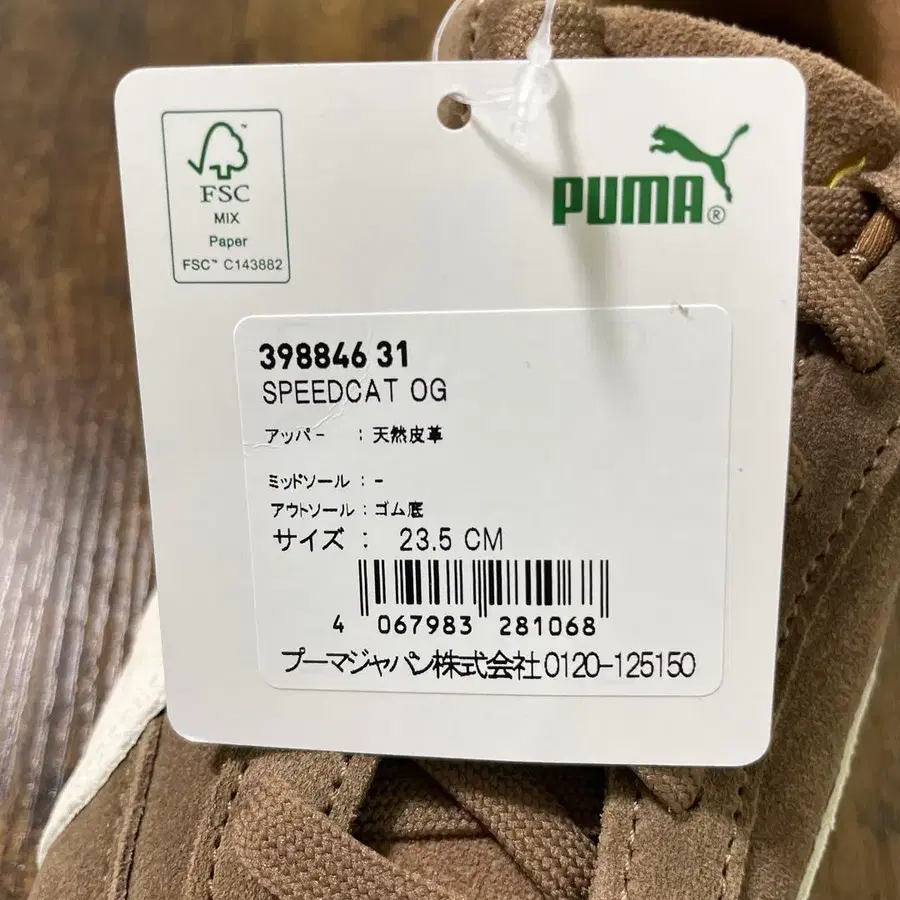 FSC
MIX
Paper
FSC™ C143882
PUMA®
398846 31
SPEEDCAT OG
アッパー : 天然皮革
ミッドソール : -
アウトソール : ゴム底
サイズ : 23.5 CM
4 067983 281068
プーマジャパン株式会社 0120-125150